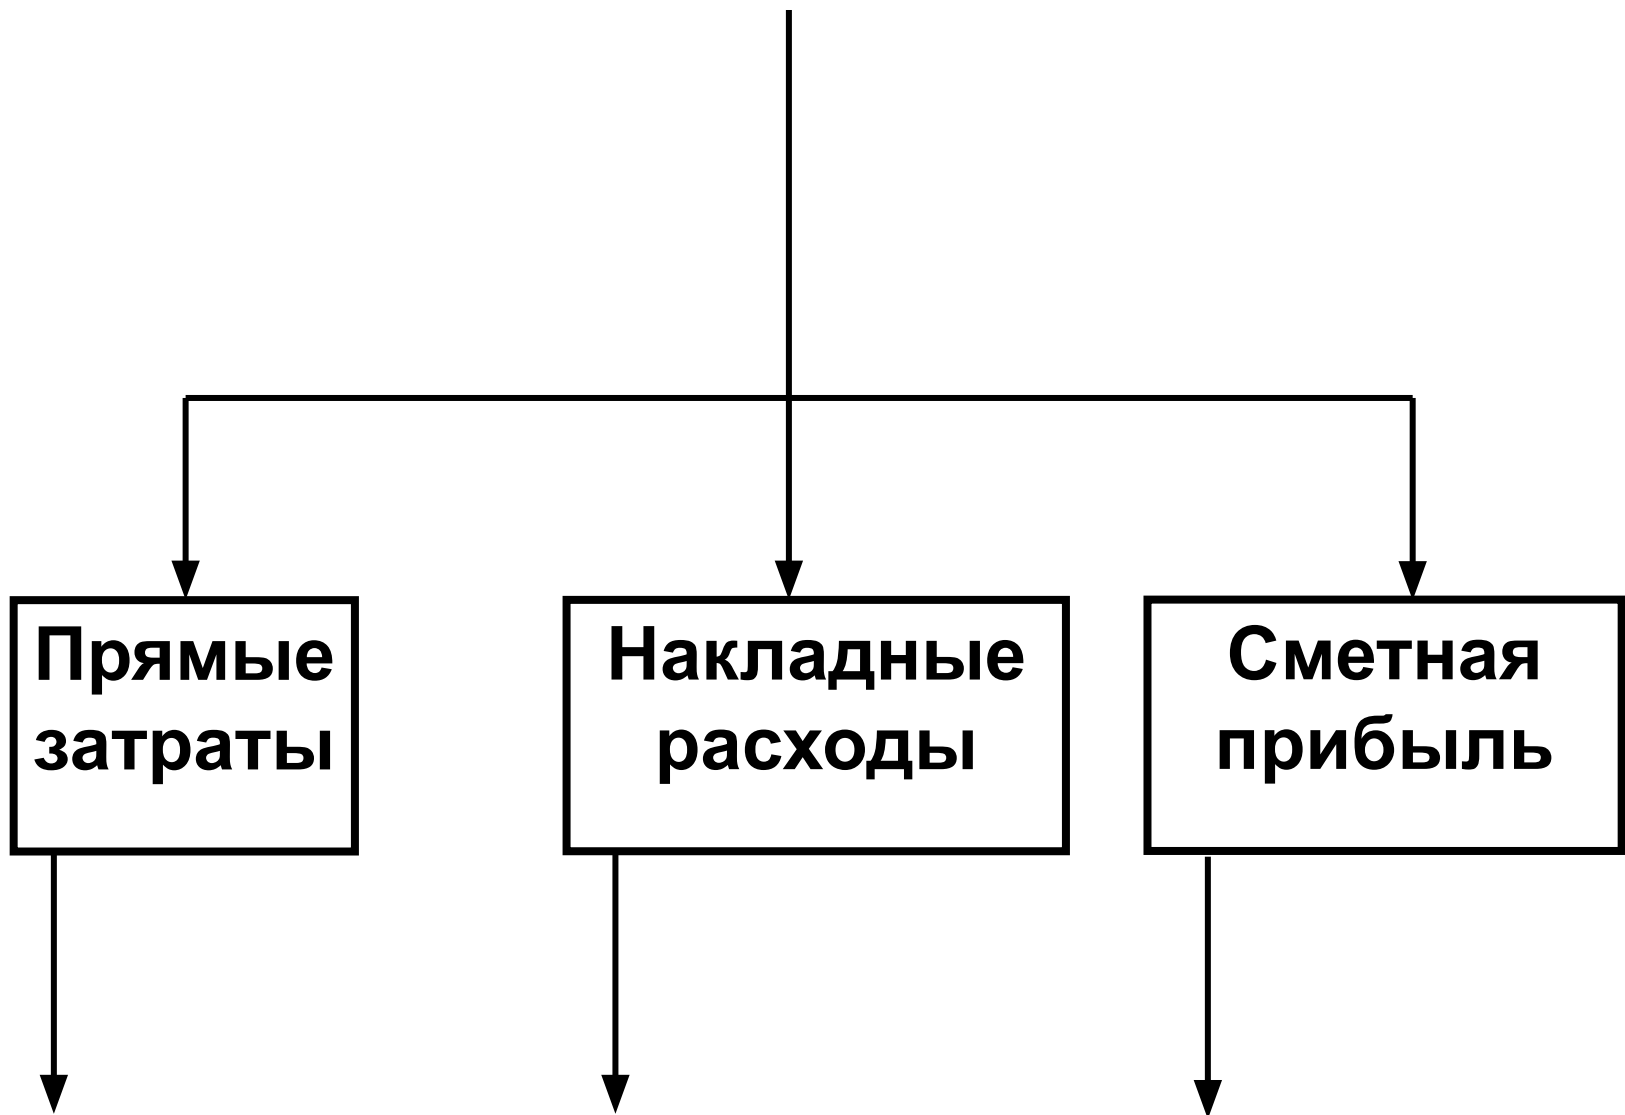 Прямые
затраты
Накладные
расходы
Сметная
прибыль